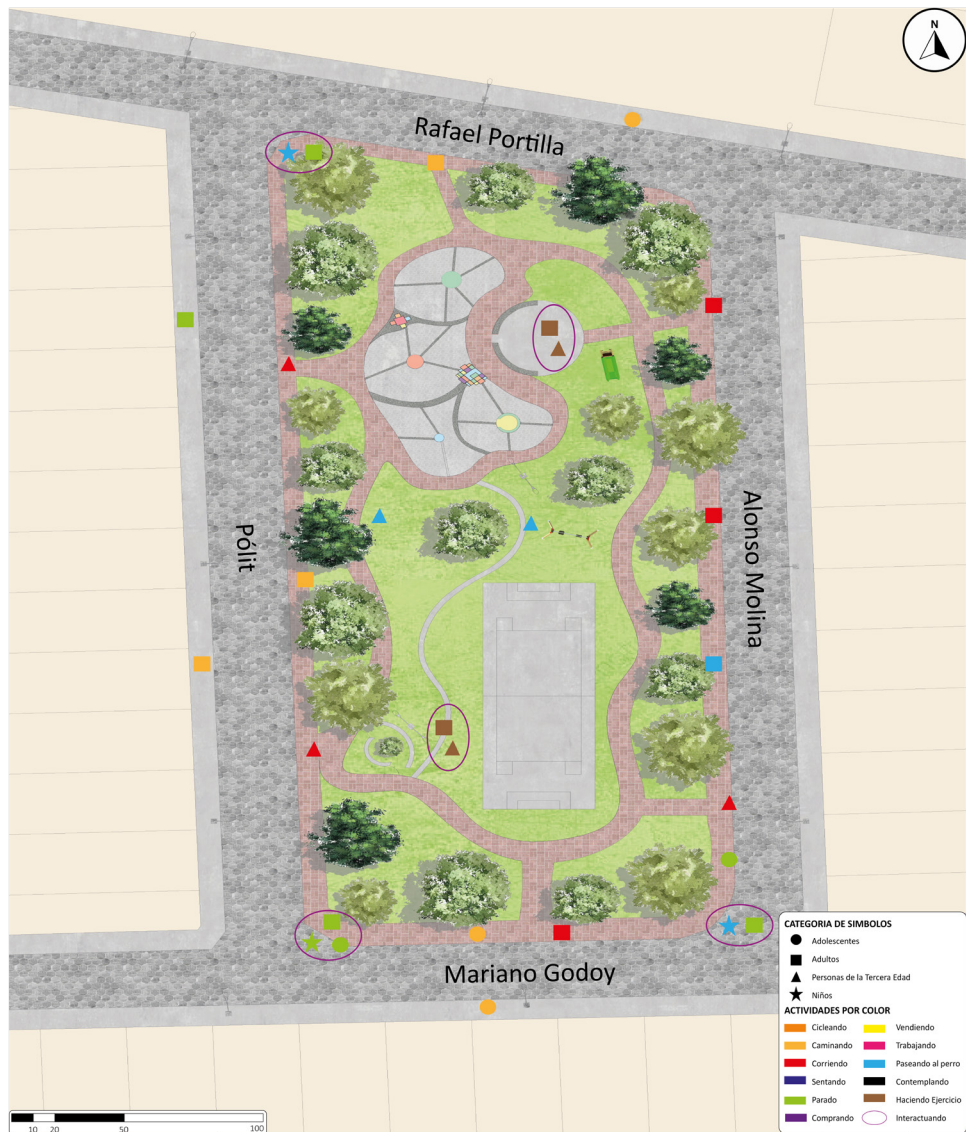 N
Rafael Portilla
Pólit
Alonso Molina
Mariano Godoy
CATEGORIA DE SIMBOLOS
Adolescentes
Adultos
Personas de la Tercera Edad
Niños
ACTIVIDADES POR COLOR
Cicleando
Caminando
Corriendo
Sentando
Parado
Comprando
Vendiendo
Trabajando
Paseando al perro
Contemplando
Haciendo Ejercicio
Interactuando
10 20 50 100